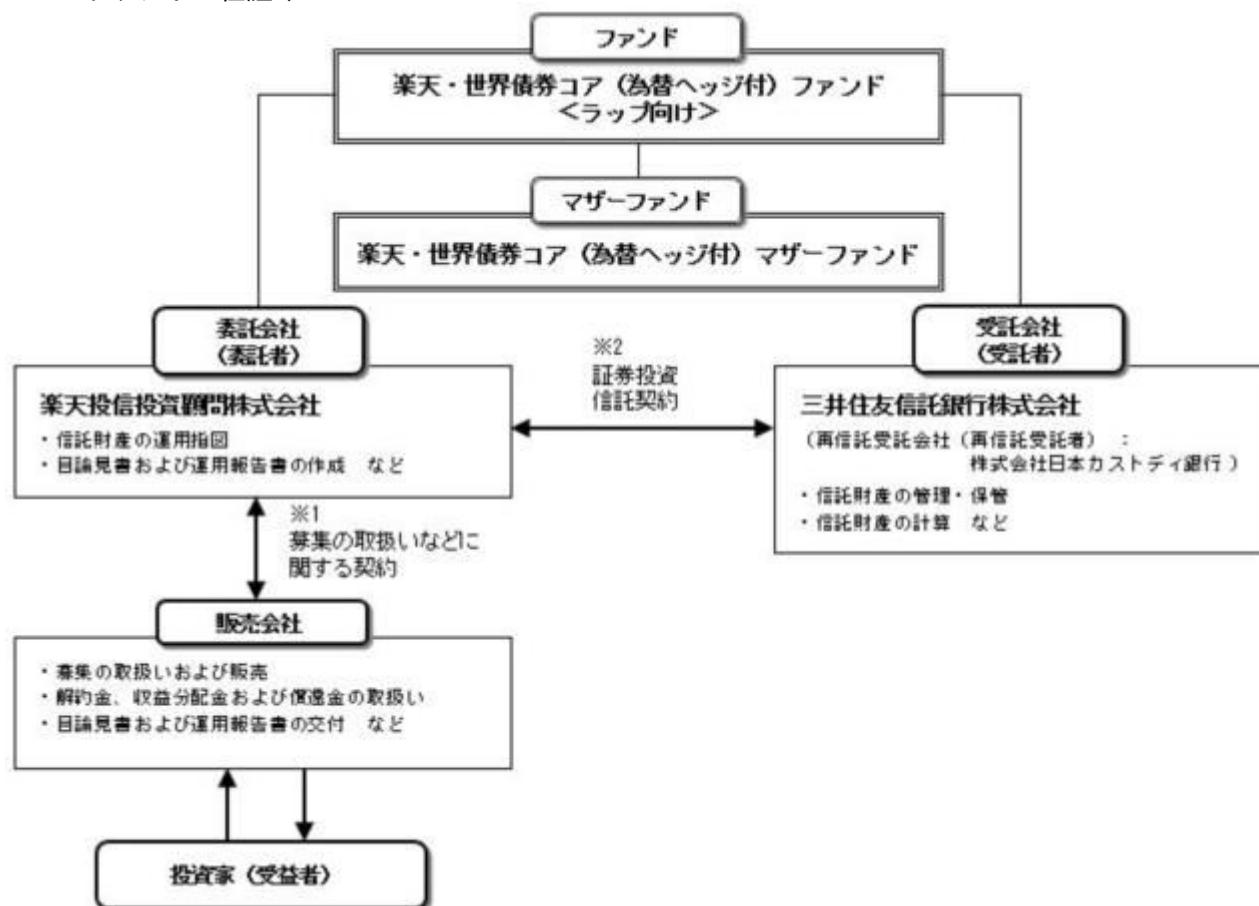 ファンド
楽天・世界債券コア（為替ヘッジ付）ファンド
＜ラップ向け＞
マザーファンド
楽天・世界債券コア（為替ヘッジ付）マザーファンド
委託会社
（委託者）
楽天投信投資顧問株式会社
・信託財産の運用指図
・目論見書および運用報告書の作成　など
※2
証券投資
信託契約
受託会社
（受託者）
三井住友信託銀行株式会社
（再信託受託会社（再信託受託者）　：
株式会社日本カストディ銀行）
・信託財産の管理・保管
・信託財産の計算　など
※1
募集の取扱いなどに
関する契約
販売会社
・募集の取扱いおよび販売
・解約金、収益分配金および償還金の取扱い
・目論見書および運用報告書の交付　など
投資家（受益者）